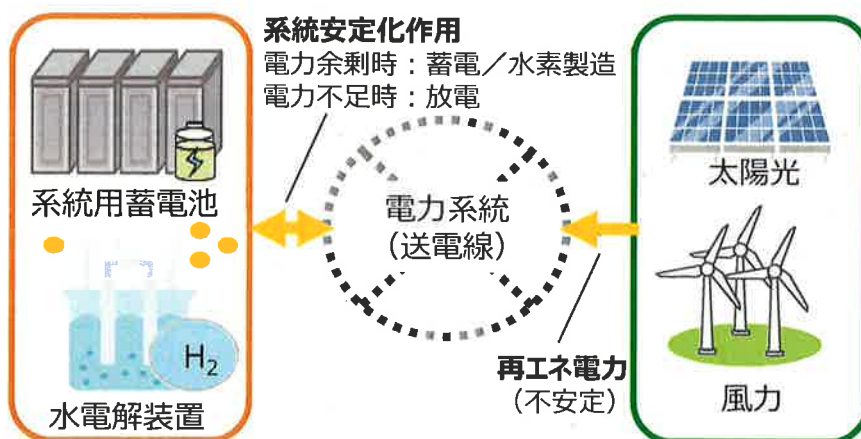 系統安定化作用
電力余剰時：蓄電／水素製造
電力不足時：放電
系統用蓄電池
H2
水電解装置
電力系統
（送電線）
再エネ電力
（不安定）
太陽光
風力